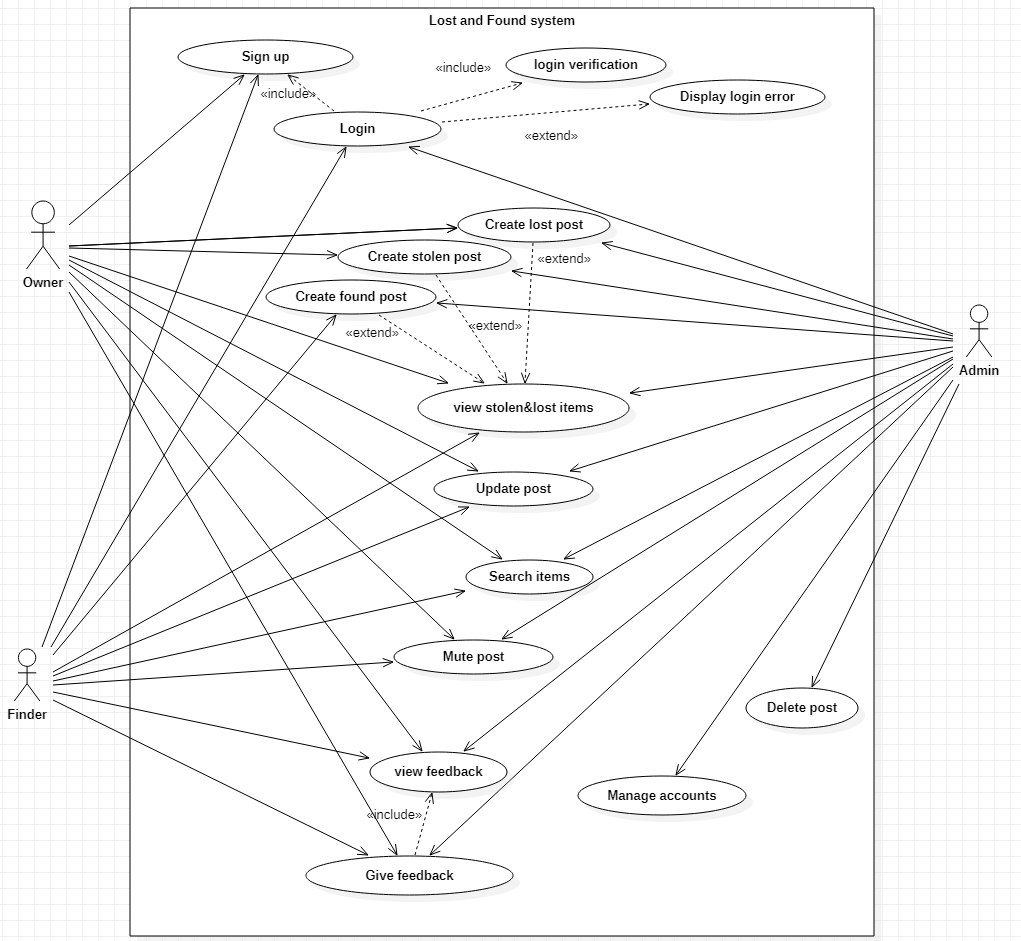 Lost and Found system
Sign up
«include»
login verification
«include»
Display login error
Login
«extend»
Create lost post
Create stolen post
«extend»
Owner
Create found post
«extend»
«extend»
Admin
view stolen&lost items
Update post
Search items
Mute post
Finder
Delete post
view feedback
Manage accounts
«include»
Give feedback